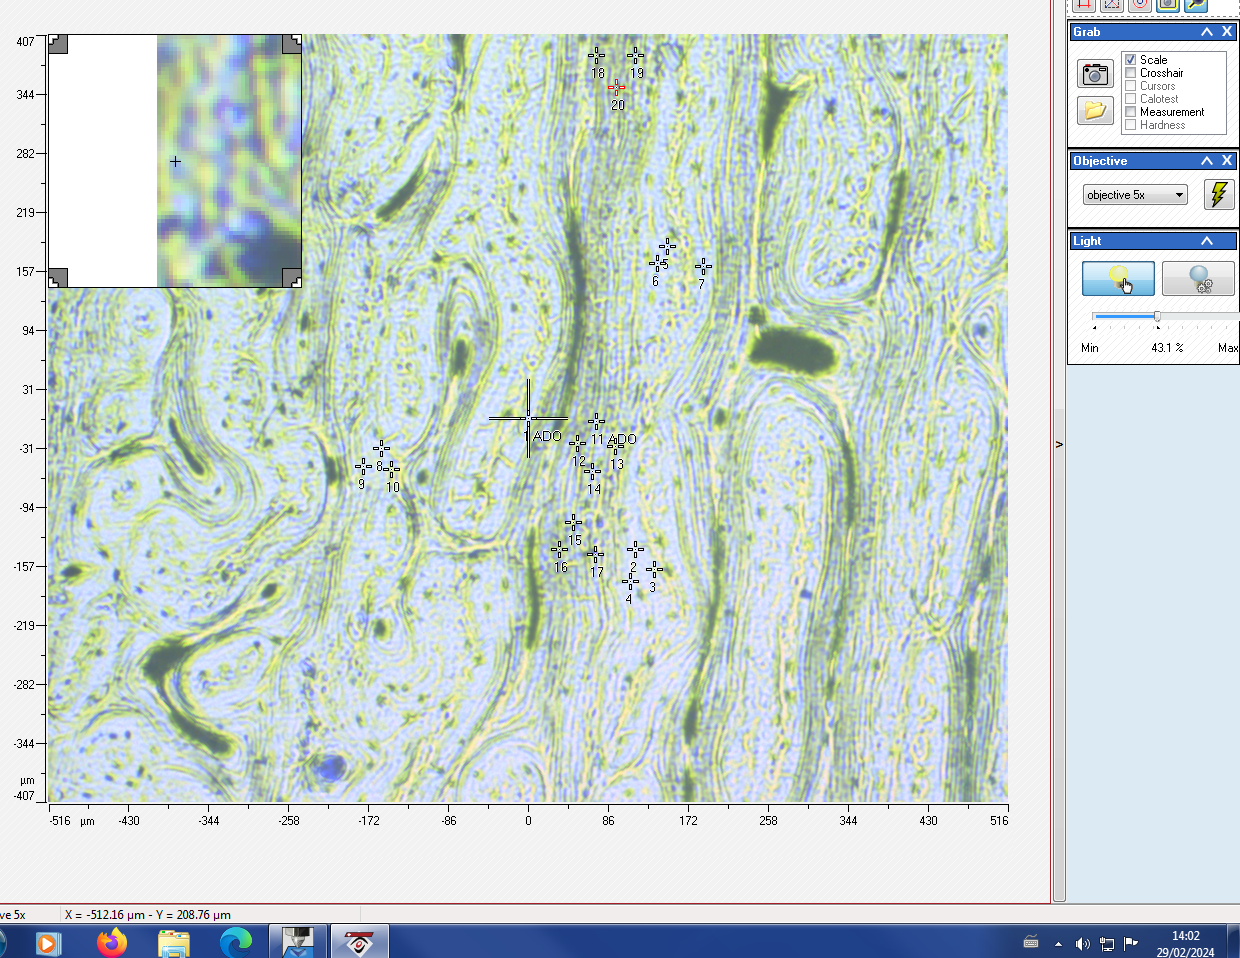 Grab
Scale
Crosshair
Cursors
Calotest
Measurement
Hardness
Objective
objective 5x
Light
Min 43.1 % Max
407
344
282
219
157
94
31
-31
-94
-157
-219
-282
-344
µm
-407
-516 µm -430 -344 -258 -172 -86 0 86 172 258 344 430 516
18 19
20
5
6 7
1 ADO 11 ADO
12 13
8
9 10
14
15
16 17 2
3
4
>
ve 5x X = -512.16 µm - Y = 208.76 µm
14:02
29/02/2024